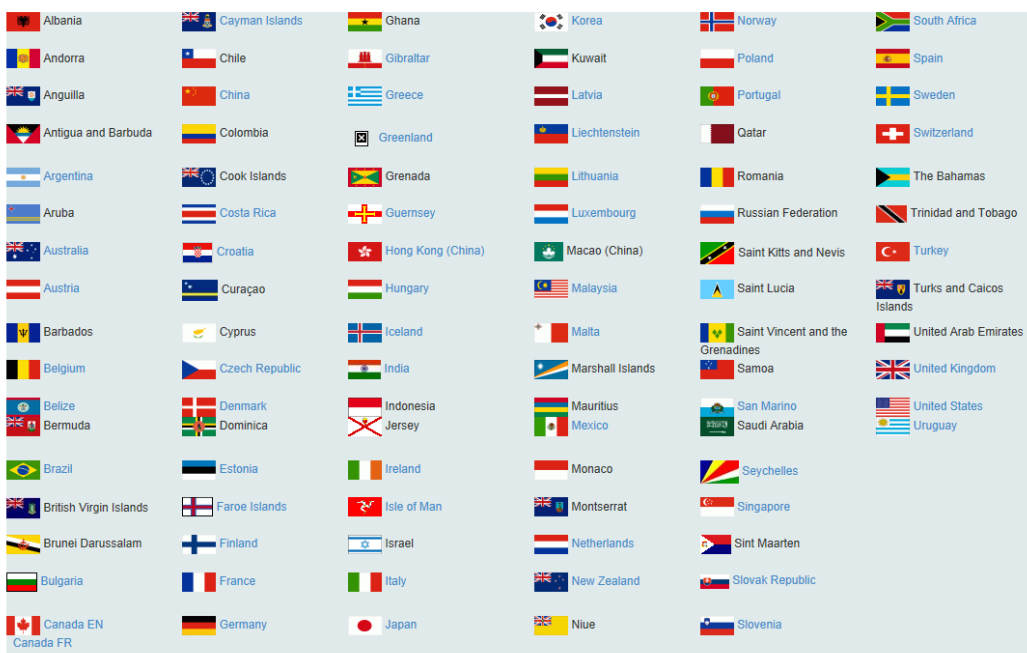 Albania
Cayman Islands
Ghana
Korea
Norway
South Africa
Andorra
Chile
Gibraltar
Kuwait
Poland
Spain
Anguilla
China
Greece
Latvia
Portugal
Sweden
Antigua and Barbuda
Colombia
Greenland
Liechtenstein
Qatar
Switzerland
Argentina
Cook Islands
Grenada
Lithuania
Romania
The Bahamas
Aruba
Costa Rica
Guernsey
Luxembourg
Russian Federation
Trinidad and Tobago
Australia
Croatia
Hong Kong (China)
Macao (China)
Saint Kitts and Nevis
Turkey
Austria
Curaçao
Hungary
Malaysia
Saint Lucia
Turks and Caicos
Islands
Barbados
Cyprus
Iceland
Malta
Saint Vincent and the
Grenadines
United Arab Emirates
Belgium
Czech Republic
India
Marshall Islands
Samoa
United Kingdom
Belize
Denmark
Indonesia
Mauritius
San Marino
United States
Bermuda
Dominica
Jersey
Mexico
Saudi Arabia
Uruguay
Brazil
Estonia
Ireland
Monaco
Seychelles
British Virgin Islands
Faroe Islands
Isle of Man
Montserrat
Singapore
Brunei Darussalam
Finland
Israel
Netherlands
Sint Maarten
Bulgaria
France
Italy
New Zealand
Slovak Republic
Canada EN
Canada FR
Germany
Japan
Niue
Slovenia